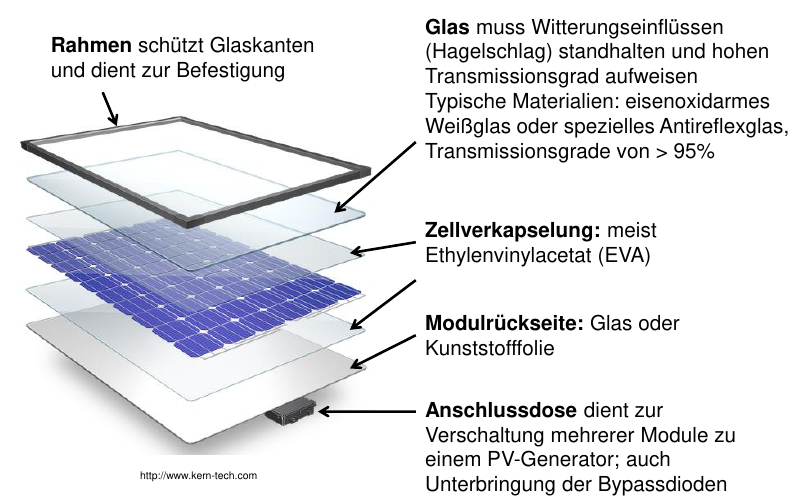 Rahmen schützt Glaskanten
und dient zur Befestigung
Glas muss Witterungseinflüssen
(Hagelschlag) standhalten und hohen
Transmissionsgrad aufweisen
Typische Materialien: eisenoxidarmes
Weißglas oder spezielles Antireflexglas,
Transmissionsgrade von > 95%
Zellverkapselung: meist
Ethylenvinylacetat (EVA)
Modulrückseite: Glas oder
Kunststofffolie
Anschlussdose dient zur
Verschaltung mehrerer Module zu
einem PV-Generator; auch
Unterbringung der Bypassdioden
http://www.kern-tech.com